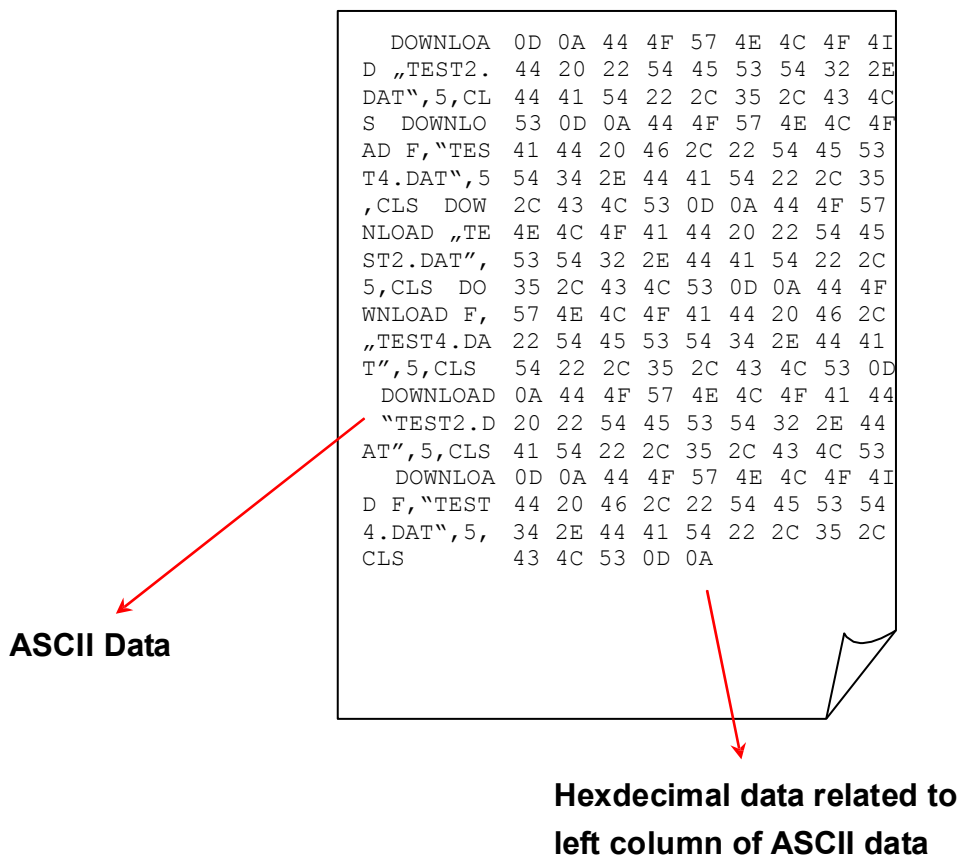 DOWNLOA 0D 0A 44 4F 57 4E 4C 4F 4I
D „TEST2. 44 20 22 54 45 53 54 32 2E
DAT‟,5,CL 44 41 54 22 2C 35 2C 43 4C
S DOWNLO 53 0D 0A 44 4F 57 4E 4C 4F
AD F,‟TES 41 44 20 46 2C 22 54 45 53
T4.DAT‟,5 54 34 2E 44 41 54 22 2C 35
,CLS DOW 2C 43 4C 53 0D 0A 44 4F 57
NLOAD „TE 4E 4C 4F 41 44 20 22 54 45
ST2.DAT”, 53 54 32 2E 44 41 54 22 2C
5,CLS DO 35 2C 43 4C 53 0D 0A 44 4F
WNLOAD F, 57 4E 4C 4F 41 44 20 46 2C
„TEST4.DA 22 54 45 53 54 34 2E 44 41
T”,5,CLS 54 22 2C 35 2C 43 4C 53 0D
DOWNLOAD 0A 44 4F 57 4E 4C 4F 41 44
‟TEST2.D 20 22 54 45 53 54 32 2E 44
AT”,5,CLS 41 54 22 2C 35 2C 43 4C 53
DOWNLOA 0D 0A 44 4F 57 4E 4C 4F 4I
D F,‟TEST 44 20 46 2C 22 54 45 53 54
4.DAT‟,5, 34 2E 44 41 54 22 2C 35 2C
CLS 43 4C 53 0D 0A
ASCII Data
Hexdecimal data related to
left column of ASCII data